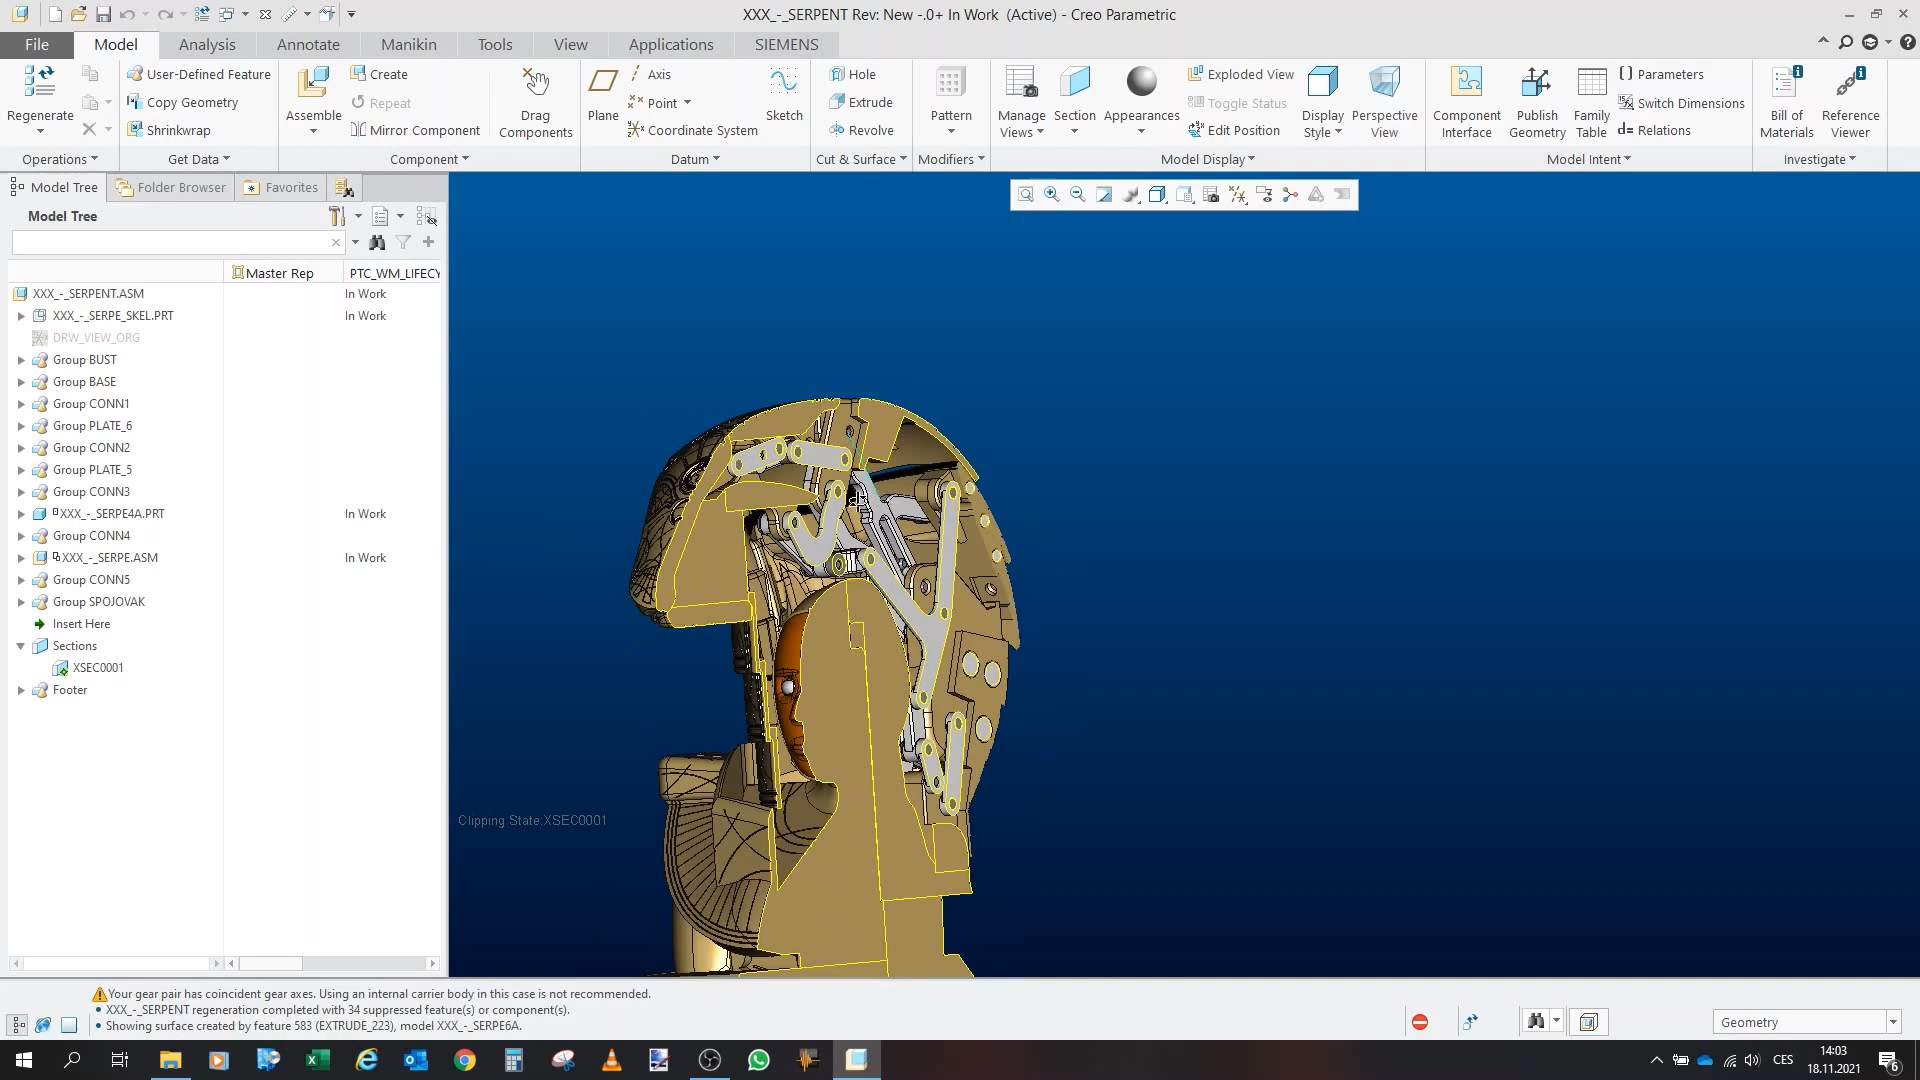 XXX_-_SERPENT Rev: New -.0+ In Work (Active) - Creo Parametric
File Model Analysis Annotate Manikin Tools View Applications SIEMENS
Regenerate
User-Defined Feature
Copy Geometry
Shrinkwrap
Assemble
Create
Repeat
Mirror Component
Drag
Components
Plane
Axis
Point
Coordinate System
Sketch
Hole
Extrude
Revolve
Pattern
Manage
Views
Section
Appearances
Exploded View
Toggle Status
Edit Position
Display
Style
Perspective
View
Component
Interface
Publish
Geometry
Family
Table
Parameters
Switch Dimensions
Relations
Bill of
Materials
Reference
Viewer
Operations Get Data Component Datum Cut & Surface Modifiers Model Display Model Intent Investigate
Model Tree Folder Browser Favorites
Model Tree
Master Rep PTC_WM_LIFECY
XXX_-_SERPENT.ASM In Work
XXX_-_SERPE_SKEL.PRT In Work
DRW_VIEW_ORG
Group BUST
Group BASE
Group CONN1
Group PLATE_6
Group CONN2
Group PLATE_5
Group CONN3
XXX_-_SERPE4A.PRT In Work
Group CONN4
XXX_-_SERPE.ASM In Work
Group CONN5
Group SPOJOVAK
Insert Here
Sections
XSEC0001
Footer
Clipping State:XSEC0001
Your gear pair has coincident gear axes. Using an internal carrier body in this case is not recommended.
• XXX_-_SERPENT regeneration completed with 34 suppressed feature(s) or component(s).
• Showing surface created by feature 583 (EXTRUDE_223), model XXX_-_SERPE6A.
Geometry
CES
14:03
18.11.2021
6